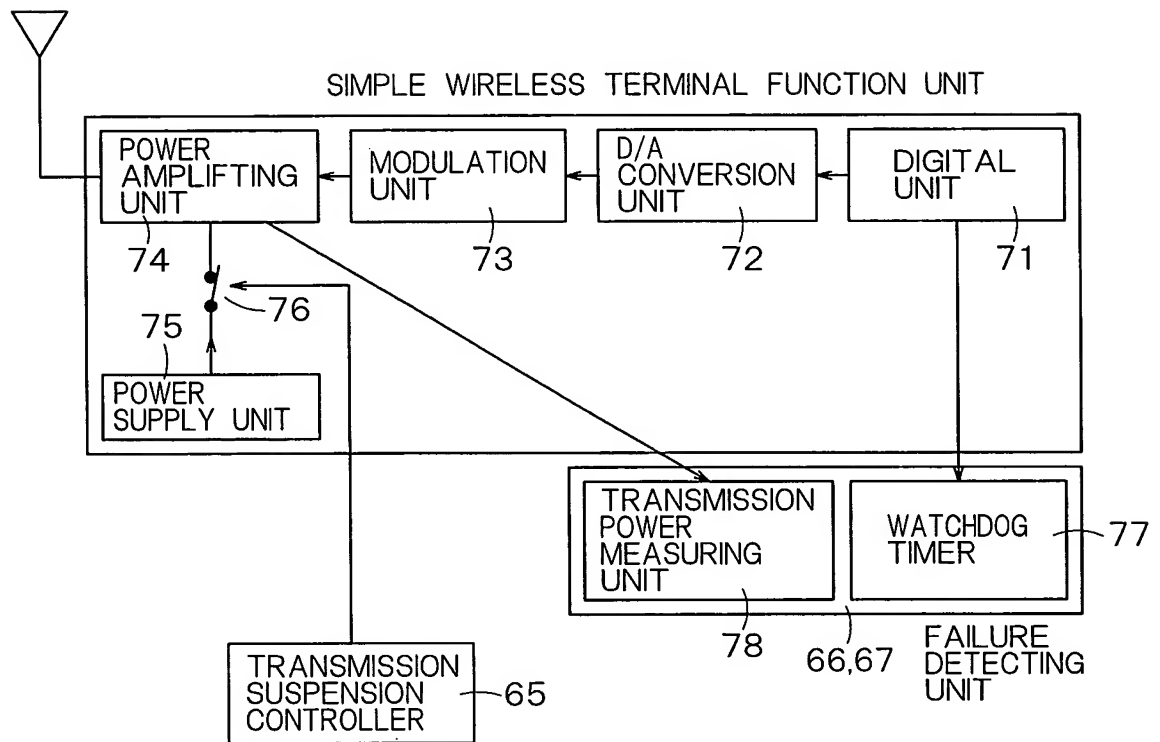 SIMPLE WIRELESS TERMINAL FUNCTION UNIT
POWER
AMPLIFTING
UNIT
74
MODULATION
UNIT
73
D/A
CONVERSION
UNIT
72
DIGITAL UNIT
71
76
75
POWER
SUPPLY UNIT
TRANSMISSION
POWER
MEASURING
UNIT
78
WATCHDOG
TIMER
77
66,67
FAILURE
DETECTING
UNIT
TRANSMISSION
SUSPENSION
CONTROLLER
65